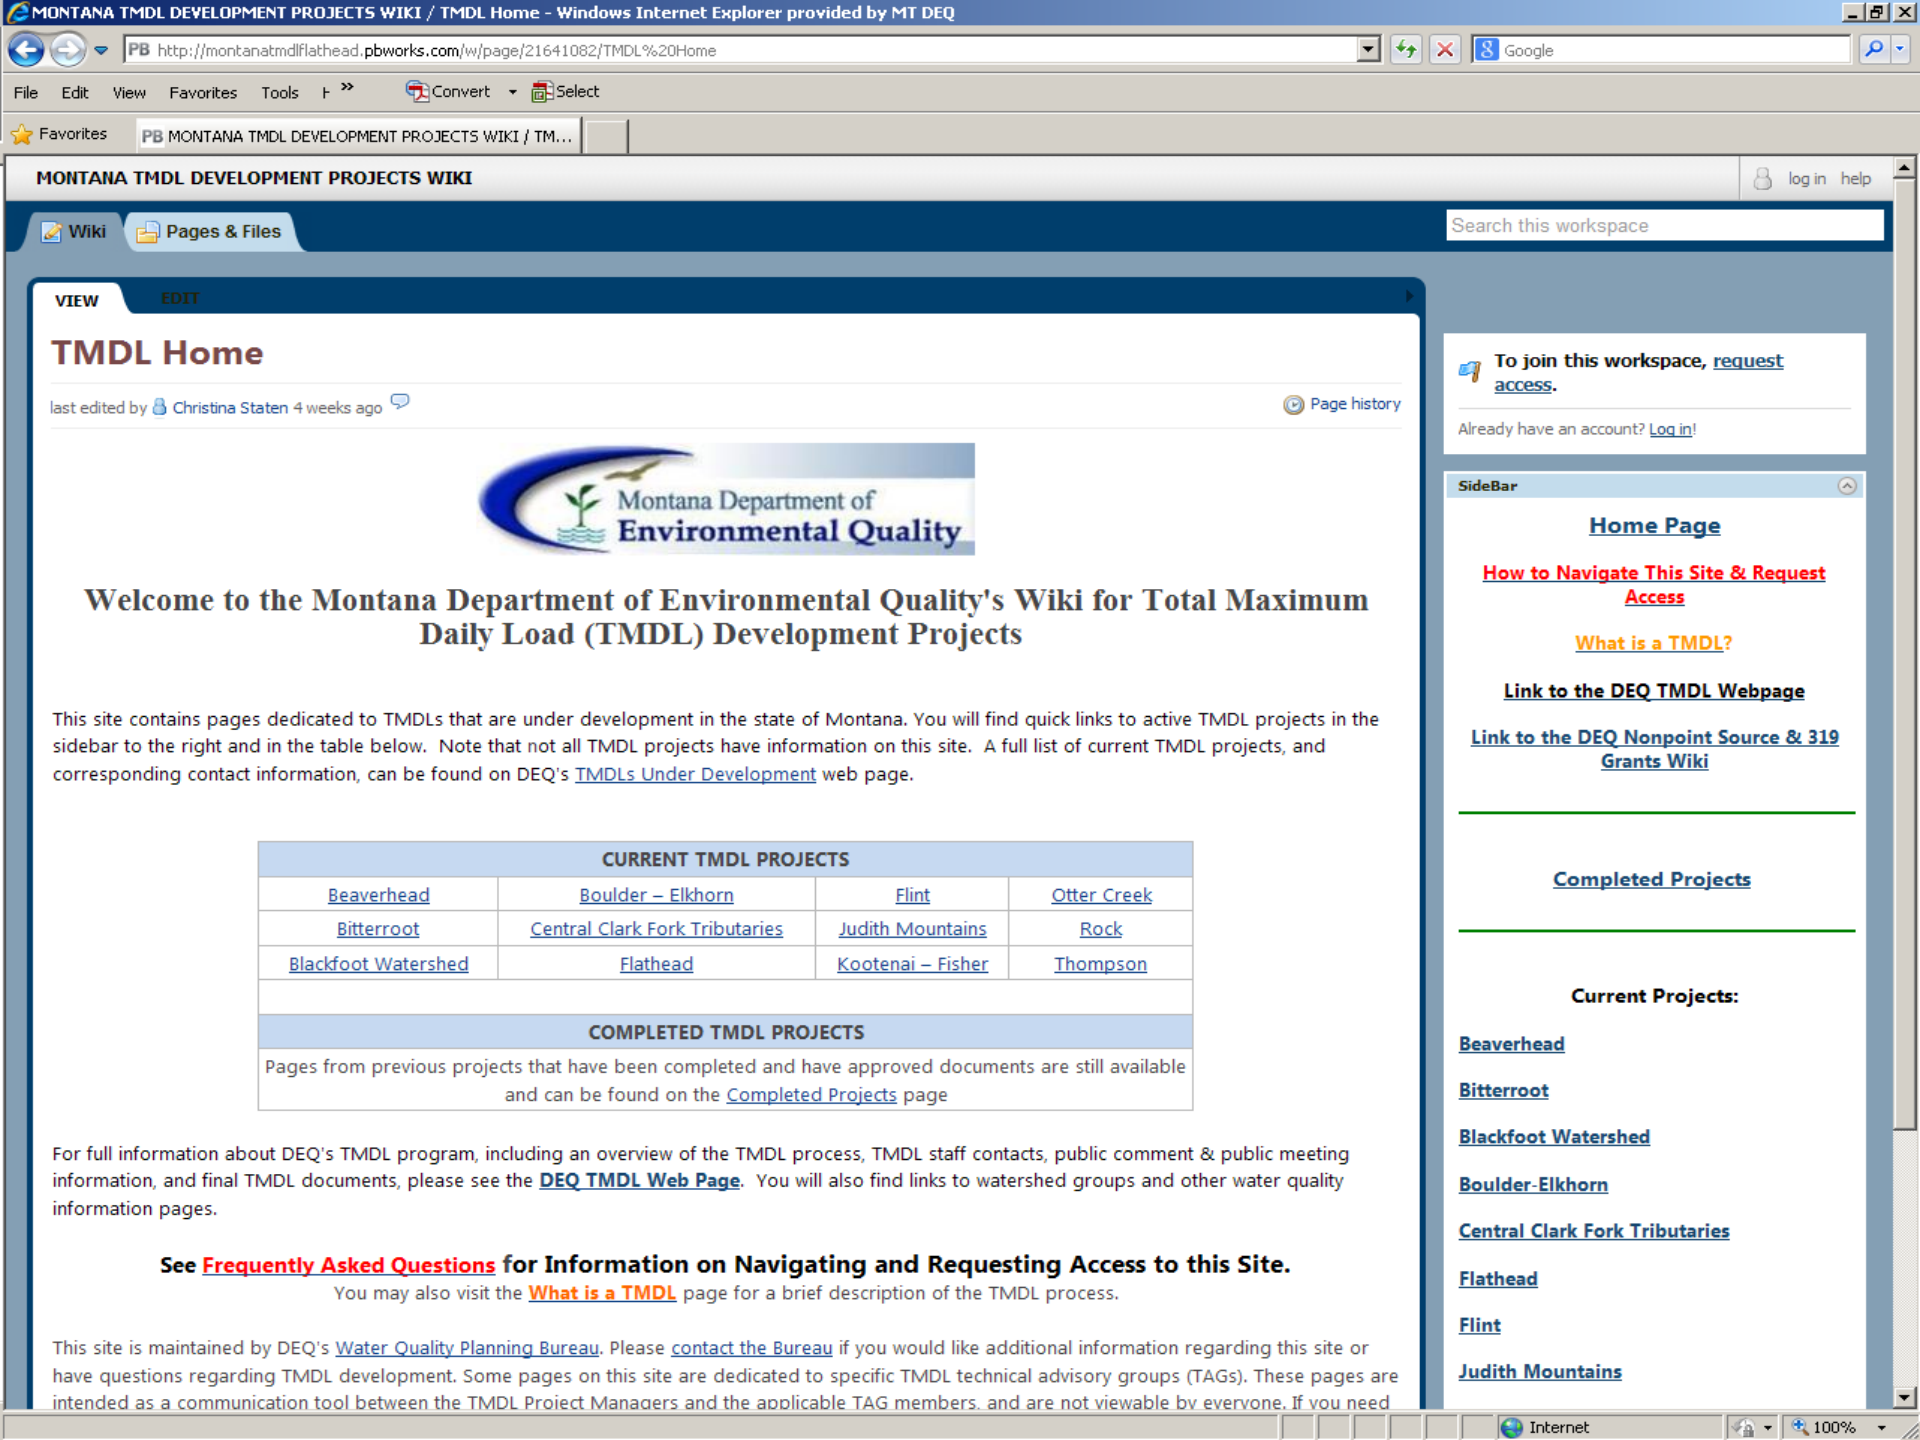 MONTANA TMDL DEVELOPMENT PROJECTS WIKI / TMDL Home - Windows Internet Explorer provided by MT DEQ
PB http://montanatmdlflathead.pbworks.com/w/page/21641082/TMDL%20Home
Google
File Edit View Favorites Tools H » Convert Select
Favorites PB MONTANA TMDL DEVELOPMENT PROJECTS WIKI / TM...
MONTANA TMDL DEVELOPMENT PROJECTS WIKI
log in help
Wiki Pages & Files
Search this workspace
VIEW EDIT
TMDL Home
last edited by Christina Staten 4 weeks ago
Page history
Montana Department of
Environmental Quality
Welcome to the Montana Department of Environmental Quality's Wiki for Total Maximum
Daily Load (TMDL) Development Projects
This site contains pages dedicated to TMDLs that are under development in the state of Montana. You will find quick links to active TMDL projects in the
sidebar to the right and in the table below. Note that not all TMDL projects have information on this site. A full list of current TMDL projects, and
corresponding contact information, can be found on DEQ's TMDLs Under Development web page.
CURRENT TMDL PROJECTS
Beaverhead Boulder – Elkhorn Flint Otter Creek
Bitterroot Central Clark Fork Tributaries Judith Mountains Rock
Blackfoot Watershed Flathead Kootenai – Fisher Thompson
COMPLETED TMDL PROJECTS
Pages from previous projects that have been completed and have approved documents are still available
and can be found on the Completed Projects page
For full information about DEQ's TMDL program, including an overview of the TMDL process, TMDL staff contacts, public comment & public meeting
information, and final TMDL documents, please see the DEQ TMDL Web Page. You will also find links to watershed groups and other water quality
information pages.
See Frequently Asked Questions for Information on Navigating and Requesting Access to this Site.
You may also visit the What is a TMDL page for a brief description of the TMDL process.
This site is maintained by DEQ's Water Quality Planning Bureau. Please contact the Bureau if you would like additional information regarding this site or
have questions regarding TMDL development. Some pages on this site are dedicated to specific TMDL technical advisory groups (TAGs). These pages are
intended as a communication tool between the TMDL Project Managers and the applicable TAG members, and are not viewable by everyone. If you need
To join this workspace, request
access.
Already have an account? Log in!
SideBar
Home Page
How to Navigate This Site & Request
Access
What is a TMDL?
Link to the DEQ TMDL Webpage
Link to the DEQ Nonpoint Source & 319
Grants Wiki
Completed Projects
Current Projects:
Beaverhead
Bitterroot
Blackfoot Watershed
Boulder-Elkhorn
Central Clark Fork Tributaries
Flathead
Flint
Judith Mountains
Internet
100%